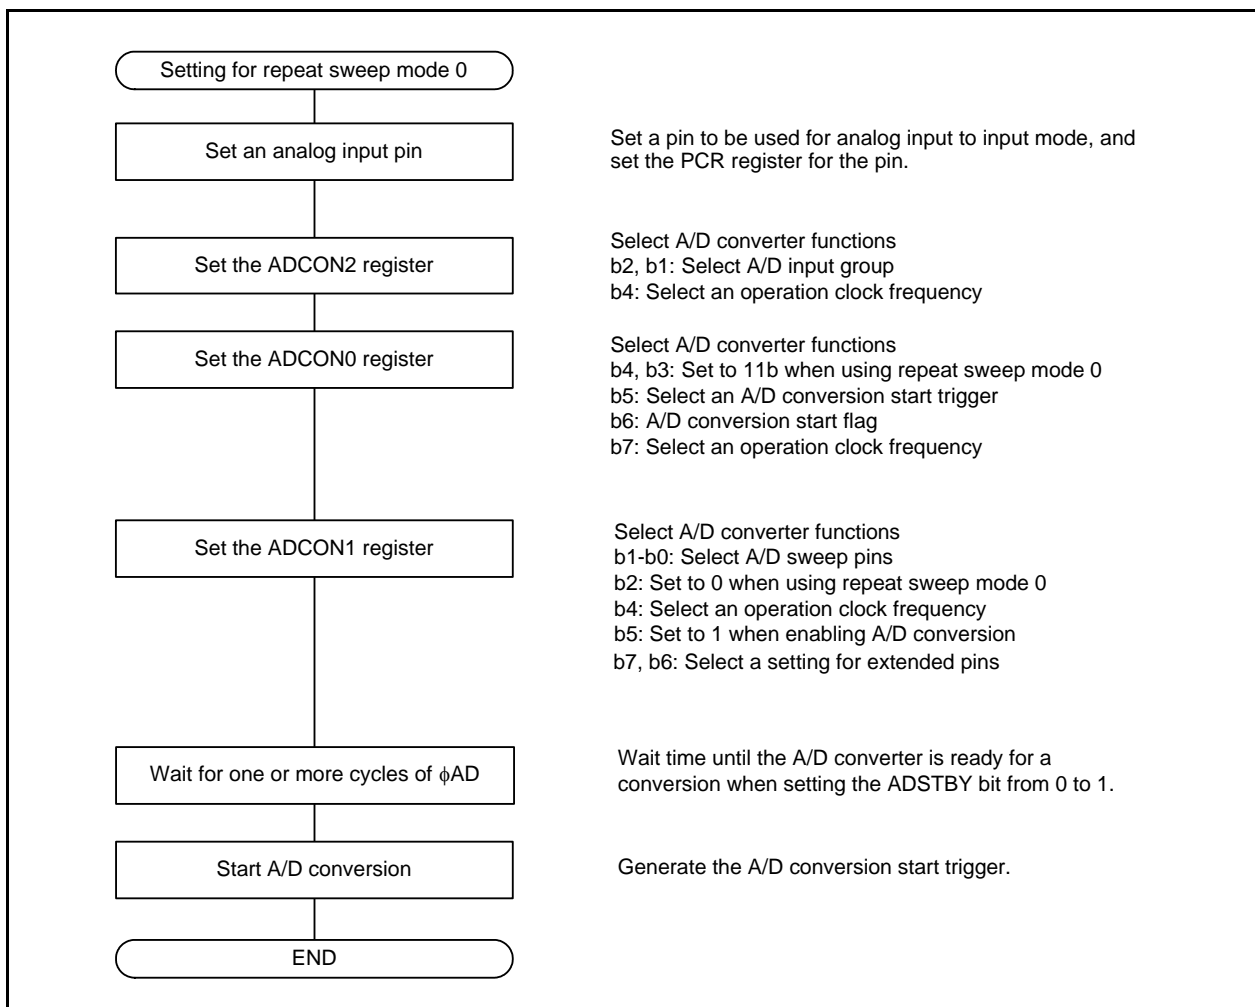 Setting for repeat sweep mode 0
Set an analog input pin
Set a pin to be used for analog input to input mode, and
set the PCR register for the pin.
Set the ADCON2 register
Select A/D converter functions
b2, b1: Select A/D input group
b4: Select an operation clock frequency
Set the ADCON0 register
Select A/D converter functions
b4, b3: Set to 11b when using repeat sweep mode 0
b5: Select an A/D conversion start trigger
b6: A/D conversion start flag
b7: Select an operation clock frequency
Set the ADCON1 register
Select A/D converter functions
b1-b0: Select A/D sweep pins
b2: Set to 0 when using repeat sweep mode 0
b4: Select an operation clock frequency
b5: Set to 1 when enabling A/D conversion
b7, b6: Select a setting for extended pins
Wait for one or more cycles of ϕAD
Wait time until the A/D converter is ready for a
conversion when setting the ADSTBY bit from 0 to 1.
Start A/D conversion
Generate the A/D conversion start trigger.
END